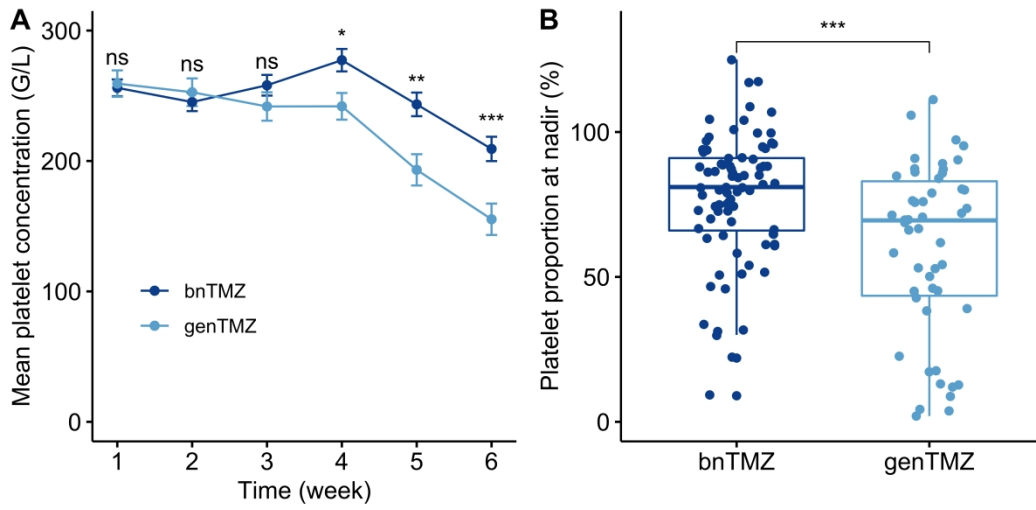 A
Mean platelet concentration (G/L)
300
200
100
0
ns
ns
ns
*
**
***
bnTMZ
genTMZ
1 2 3 4 5 6
Time (week)
B
Platelet proportion at nadir (%)
100
50
0
***
bnTMZ genTMZ